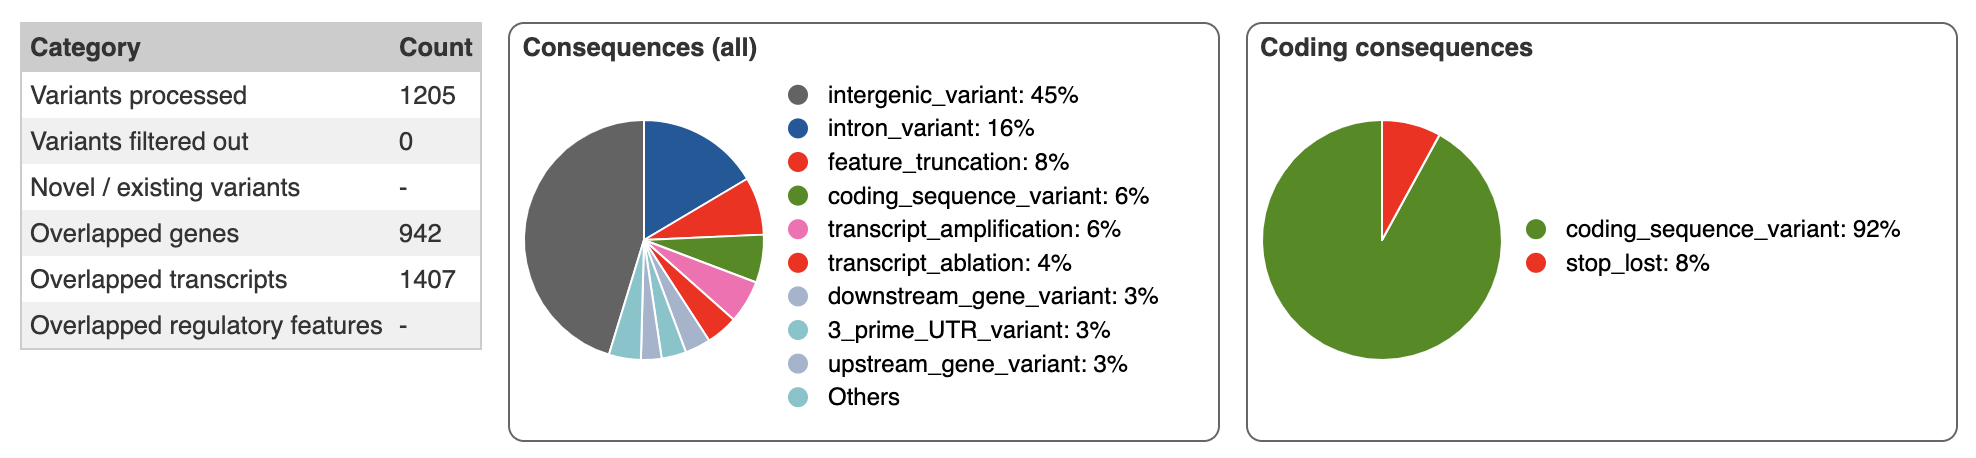 Category Count
Variants processed 1205
Variants filtered out 0
Novel / existing variants -
Overlapped genes 942
Overlapped transcripts 1407
Overlapped regulatory features -
Consequences (all)
intergenic_variant: 45%
intron_variant: 16%
feature_truncation: 8%
coding_sequence_variant: 6%
transcript_amplification: 6%
transcript_ablation: 4%
downstream_gene_variant: 3%
3_prime_UTR_variant: 3%
upstream_gene_variant: 3%
Others
Coding consequences
coding_sequence_variant: 92%
stop_lost: 8%